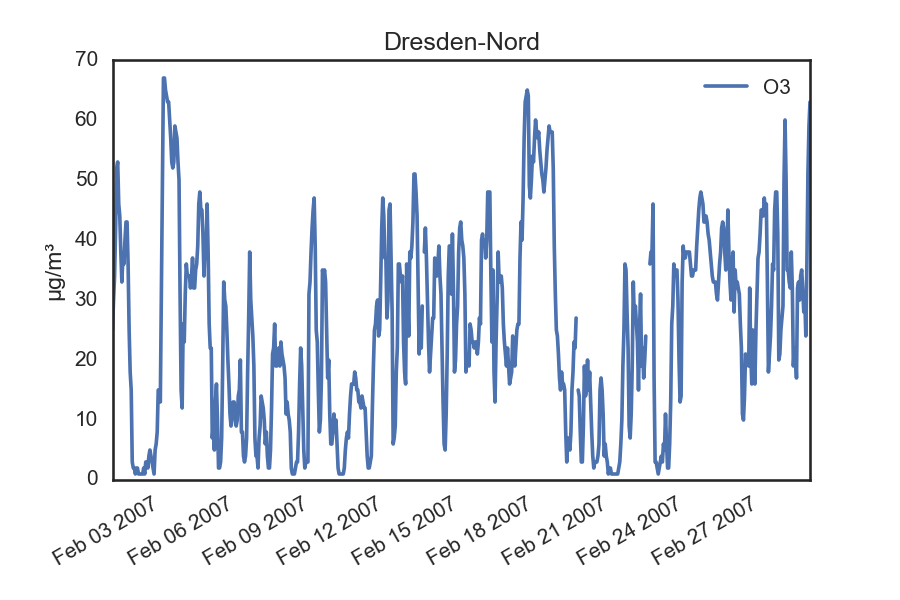 Dresden-Nord
O3
µg/m³
70
60
50
40
30
20
10
0
Feb 03 2007
Feb 06 2007
Feb 09 2007
Feb 12 2007
Feb 15 2007
Feb 18 2007
Feb 21 2007
Feb 24 2007
Feb 27 2007